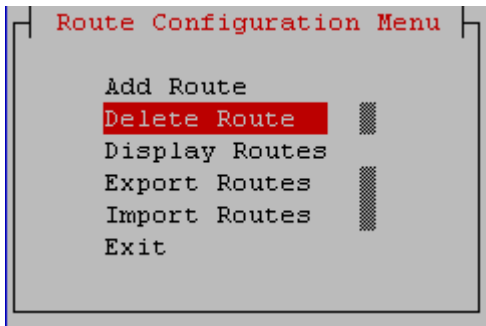 Route Configuration Menu
Add Route
Delete Route
Display Routes
Export Routes
Import Routes
Exit